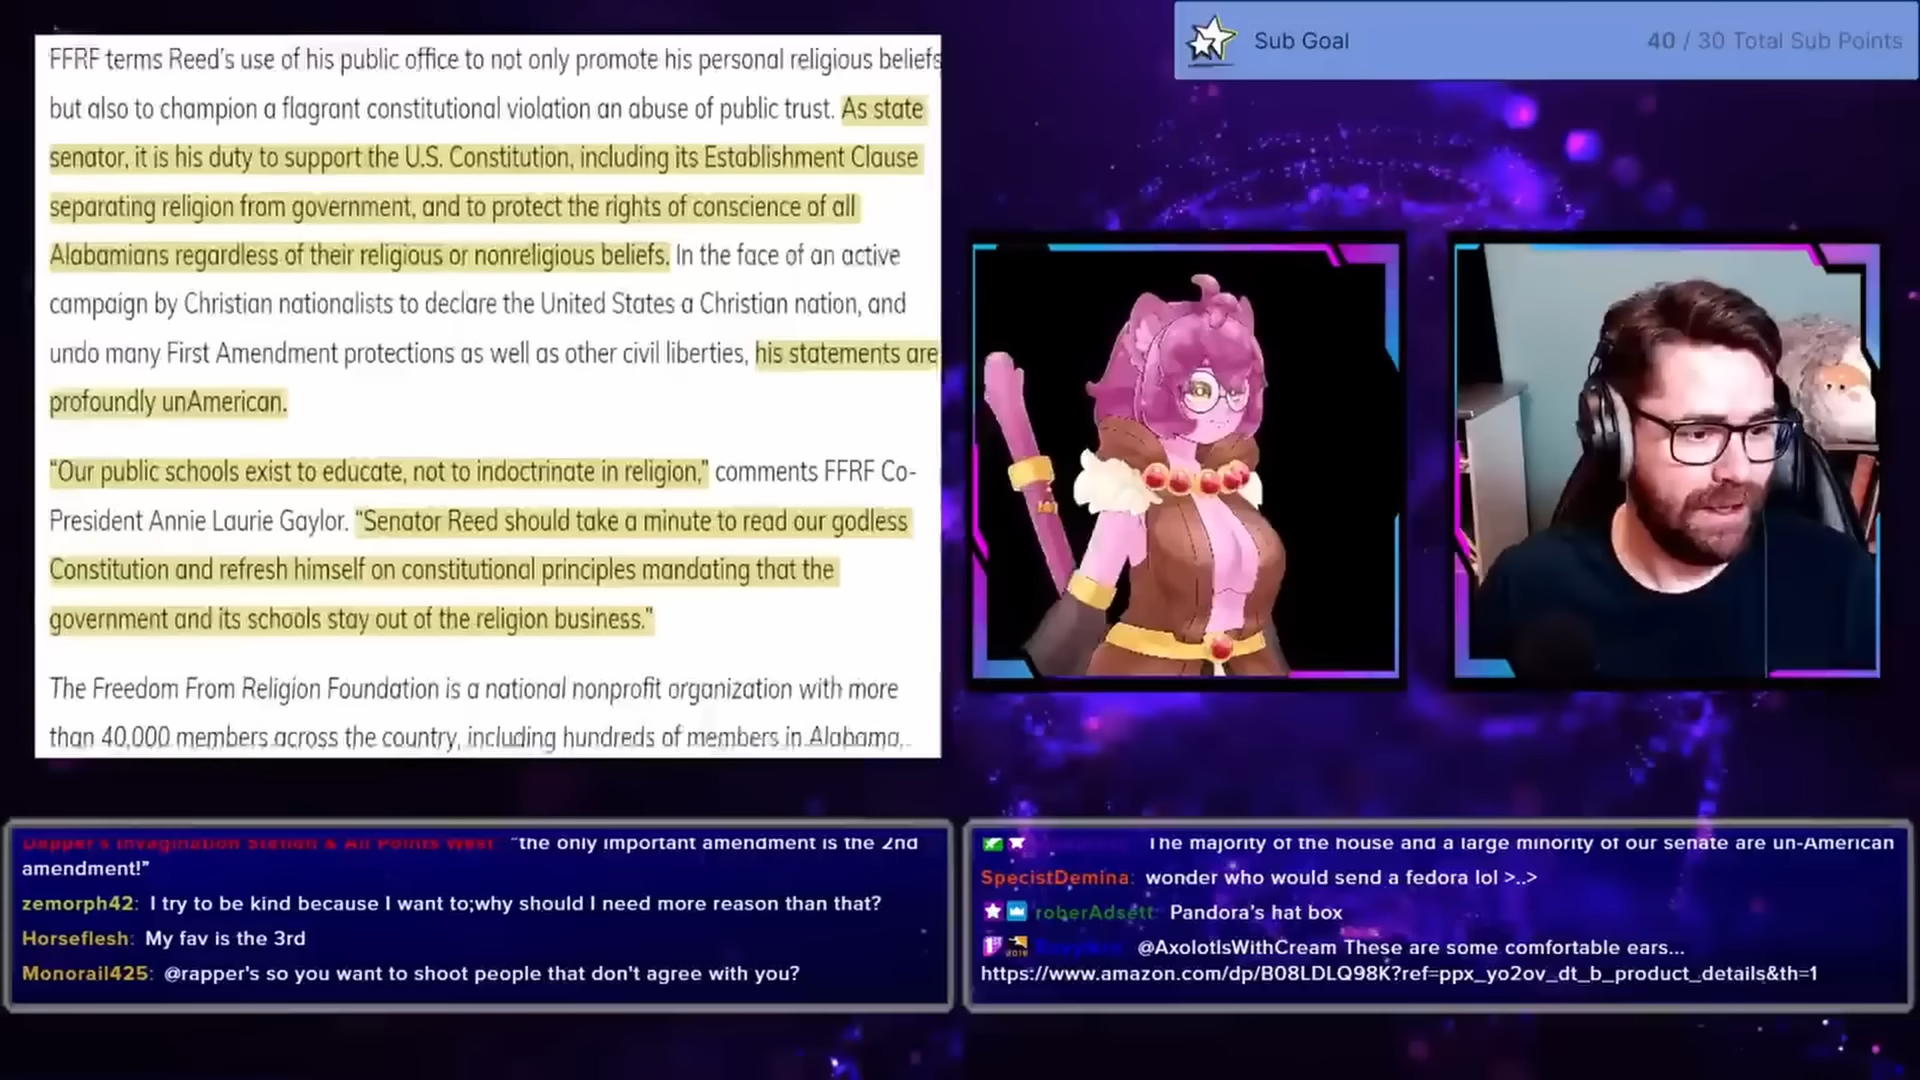 FFRF terms Reed's use of his public office to not only promote his personal religious beliefs
but also to champion a flagrant constitutional violation an abuse of public trust. As state
senator, it is his duty to support the U.S. Constitution, including its Establishment Clause
separating religion from government, and to protect the rights of conscience of all
Alabamians regardless of their religious or nonreligious beliefs. In the face of an active
campaign by Christian nationalists to declare the United States a Christian nation, and
undo many First Amendment protections as well as other civil liberties, his statements are
profoundly unAmerican.
"Our public schools exist to educate, not to indoctrinate in religion," comments FFRF Co-
President Annie Laurie Gaylor. "Senator Reed should take a minute to read our godless
Constitution and refresh himself on constitutional principles mandating that the
government and its schools stay out of the religion business."
The Freedom From Religion Foundation is a national nonprofit organization with more
than 40,000 members across the country, including hundreds of members in Alabama,
Sub Goal
40 / 30 Total Sub Points
Dapper's Invagination Station & All Points West "the only important amendment is the 2nd
amendment!"
zemorph42: I try to be kind because I want to;why should I need more reason than that?
Horseflesh: My fav is the 3rd
Monorail425: @rapper's so you want to shoot people that don't agree with you?
The majority of the house and a large minority of our senate are un-American
SpecistDemina: wonder who would send a fedora lol >..>
roberAdsett: Pandora's hat box
@AxolotlsWithCream These are some comfortable ears...
https://www.amazon.com/dp/B08LDLQ98K?ref=ppx_yo2ov_dt_b_product_details&th=1